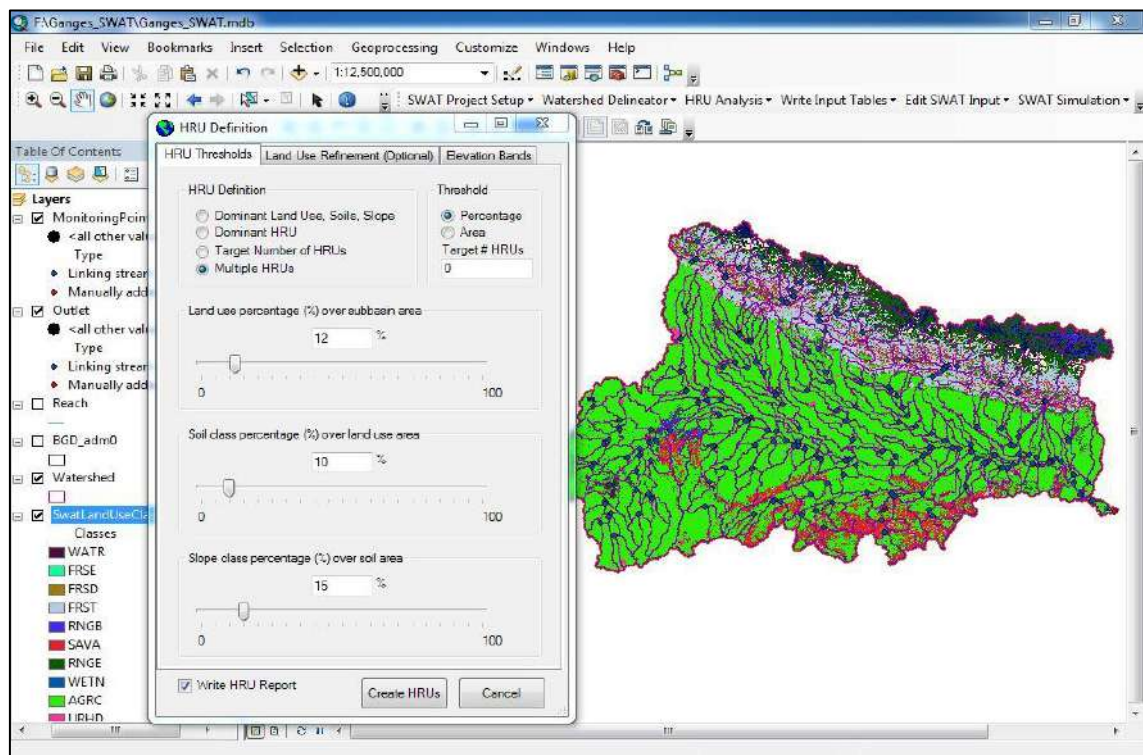 F:\Ganges_SWAT\Ganges_SWAT.mdb
File Edit View Bookmarks Insert Selection Geoprocessing Customize Windows Help
1:12,500,000
SWAT Project Setup Watershed Delineator HRU Analysis Write Input Tables Edit SWAT Input SWAT Simulation
HRU Definition
Table Of Contents
HRU Thresholds Land Use Refinement (Optional) Elevation Bands
Layers
MonitoringPoin
<all other valu
Type
Linking strear
Manually add
Outlet
<all other valu
Type
Linking strear
Manually add
Reach
BGD_adm0
Watershed
SwatLandUseCla
Classes
WATR
FRSE
FRSD
FRST
RNGB
SAVA
RNGE
WETN
AGRC
URHD
HRU Definition
Dominant Land Use, Soils, Slope
Dominant HRU
Target Number of HRUs
Multiple HRUs
Threshold
Percentage
Area
Target # HRUs
0
Land use percentage (%) over subbasin area
12 %
0 100
Soil class percentage (%) over land use area
10 %
0 100
Slope class percentage (%) over soil area
15 %
0 100
Write HRU Report
Create HRUs
Cancel